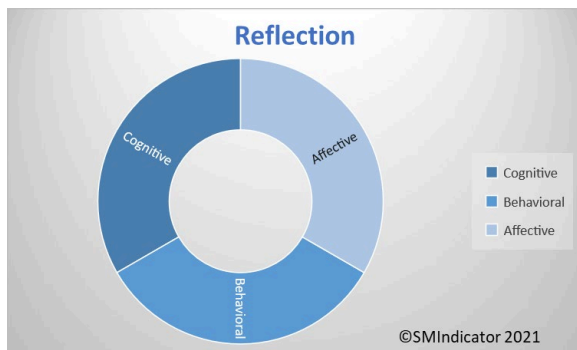 Reflection
Cognitive
Affective
Behavioral
Cognitive
Behavioral
Affective
©SMIndicator 2021